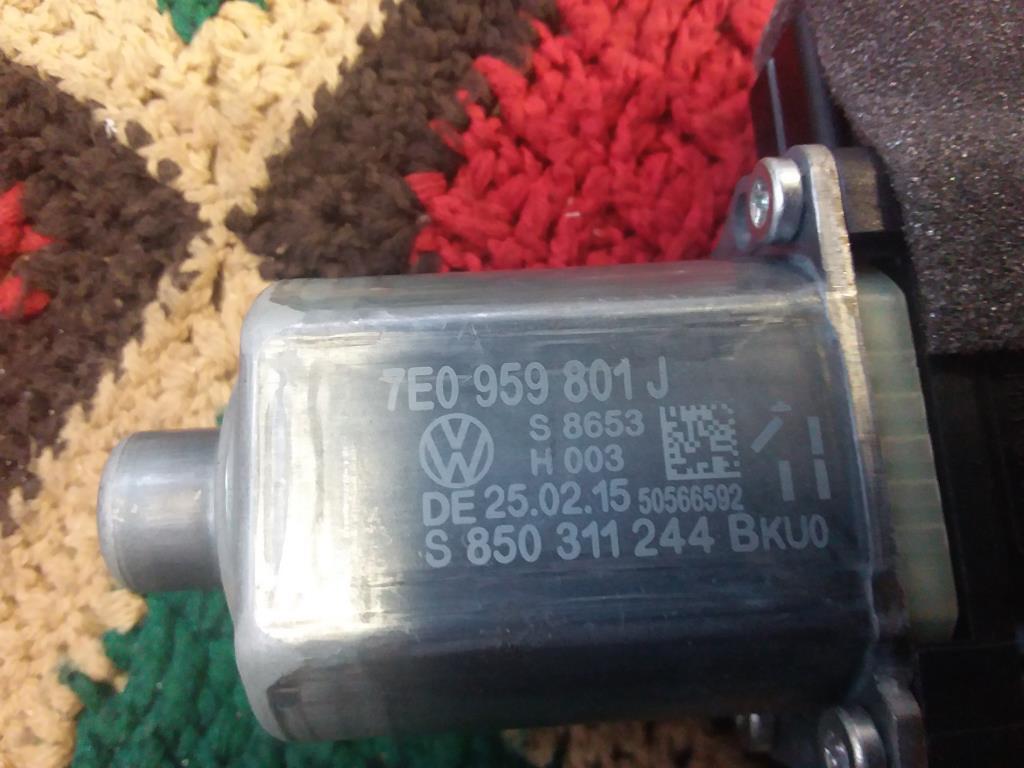 7E0 959 801 J
S 8653
H 003
DE 25.02.15 50566592
S 850 311 244 BKU0